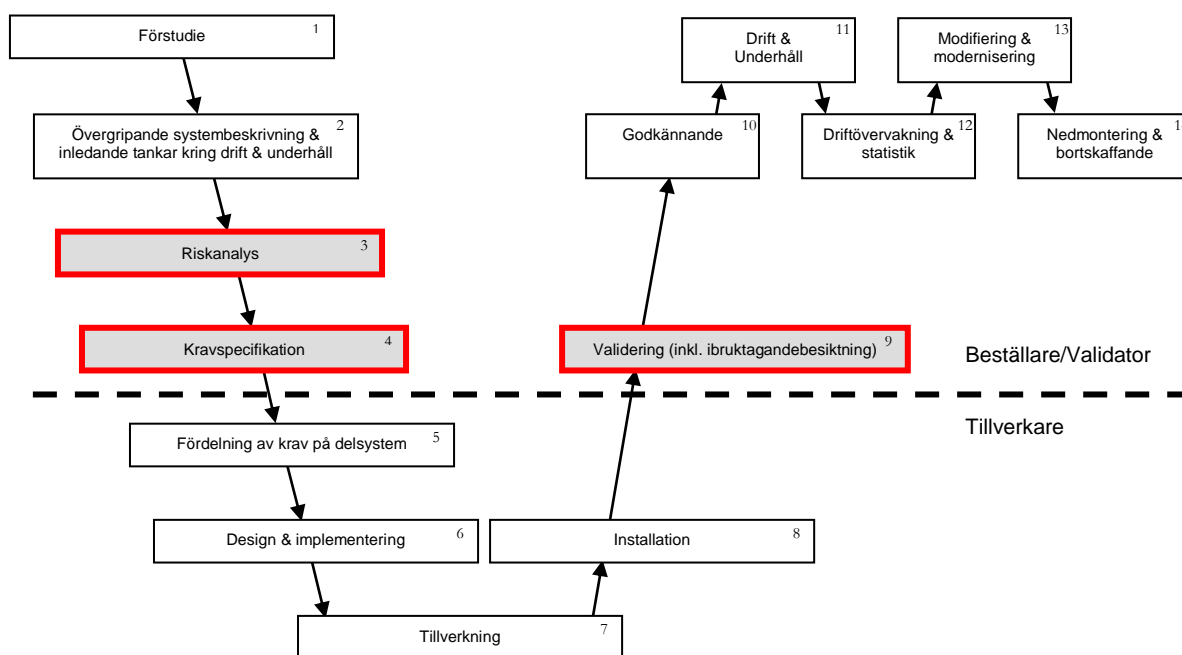 Förstudie 1
Övergripande systembeskrivning & 2
inledande tankar kring drift & underhåll
Riskanalys 3
Kravspecifikation 4
Fördelning av krav på delsystem 5
Design & implementering 6
Tillverkning 7
Installation 8
Validering (inkl. ibruktagandebesiktning) 9
Godkännande 10
Drift & 11
Underhåll
Driftövervakning &
statistik 12
Modifiering & 13
modernisering
Nedmontering &
bortskaffande
Beställare/Validator
Tillverkare